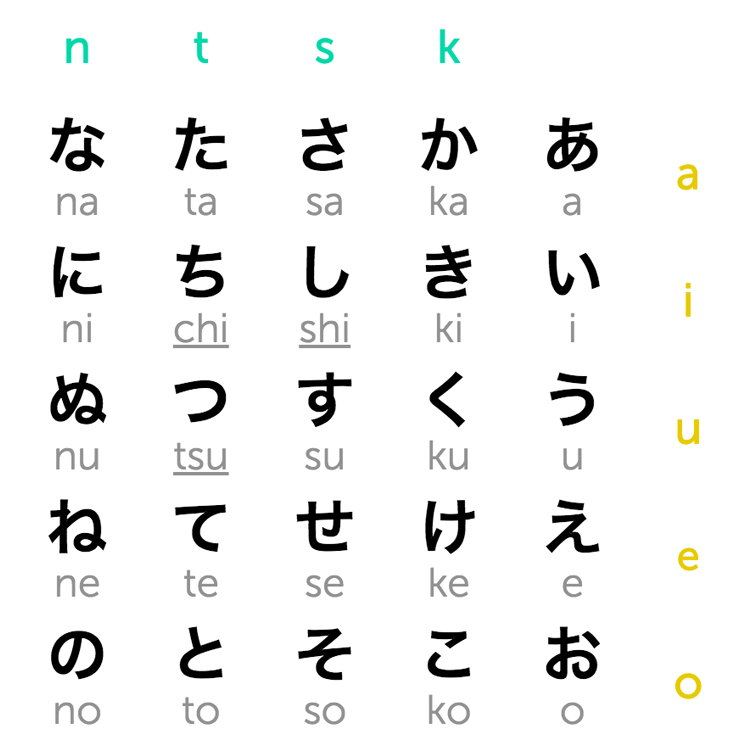 n t s k
な た さ か あ
a
na ta sa ka a
に ち し き い
i
ni chi shi ki i
ぬ つ す く う
u
nu tsu su ku u
ね て せ け え
e
ne te se ke e
の と そ こ お
o
no to so ko o